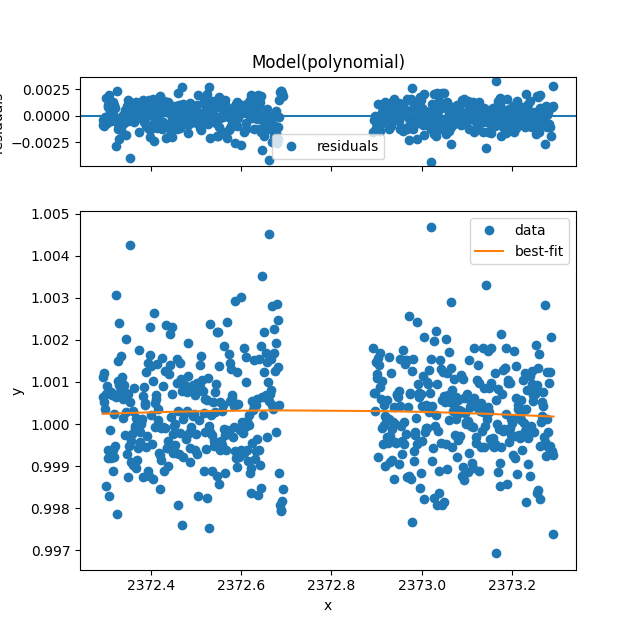 Model(polynomial)
0.0025
0.0000
−0.0025
residuals
residuals
1.005
1.004
1.003
1.002
1.001
1.000
0.999
0.998
0.997
y
data
best-fit
2372.4 2372.6 2372.8 2373.0 2373.2
x